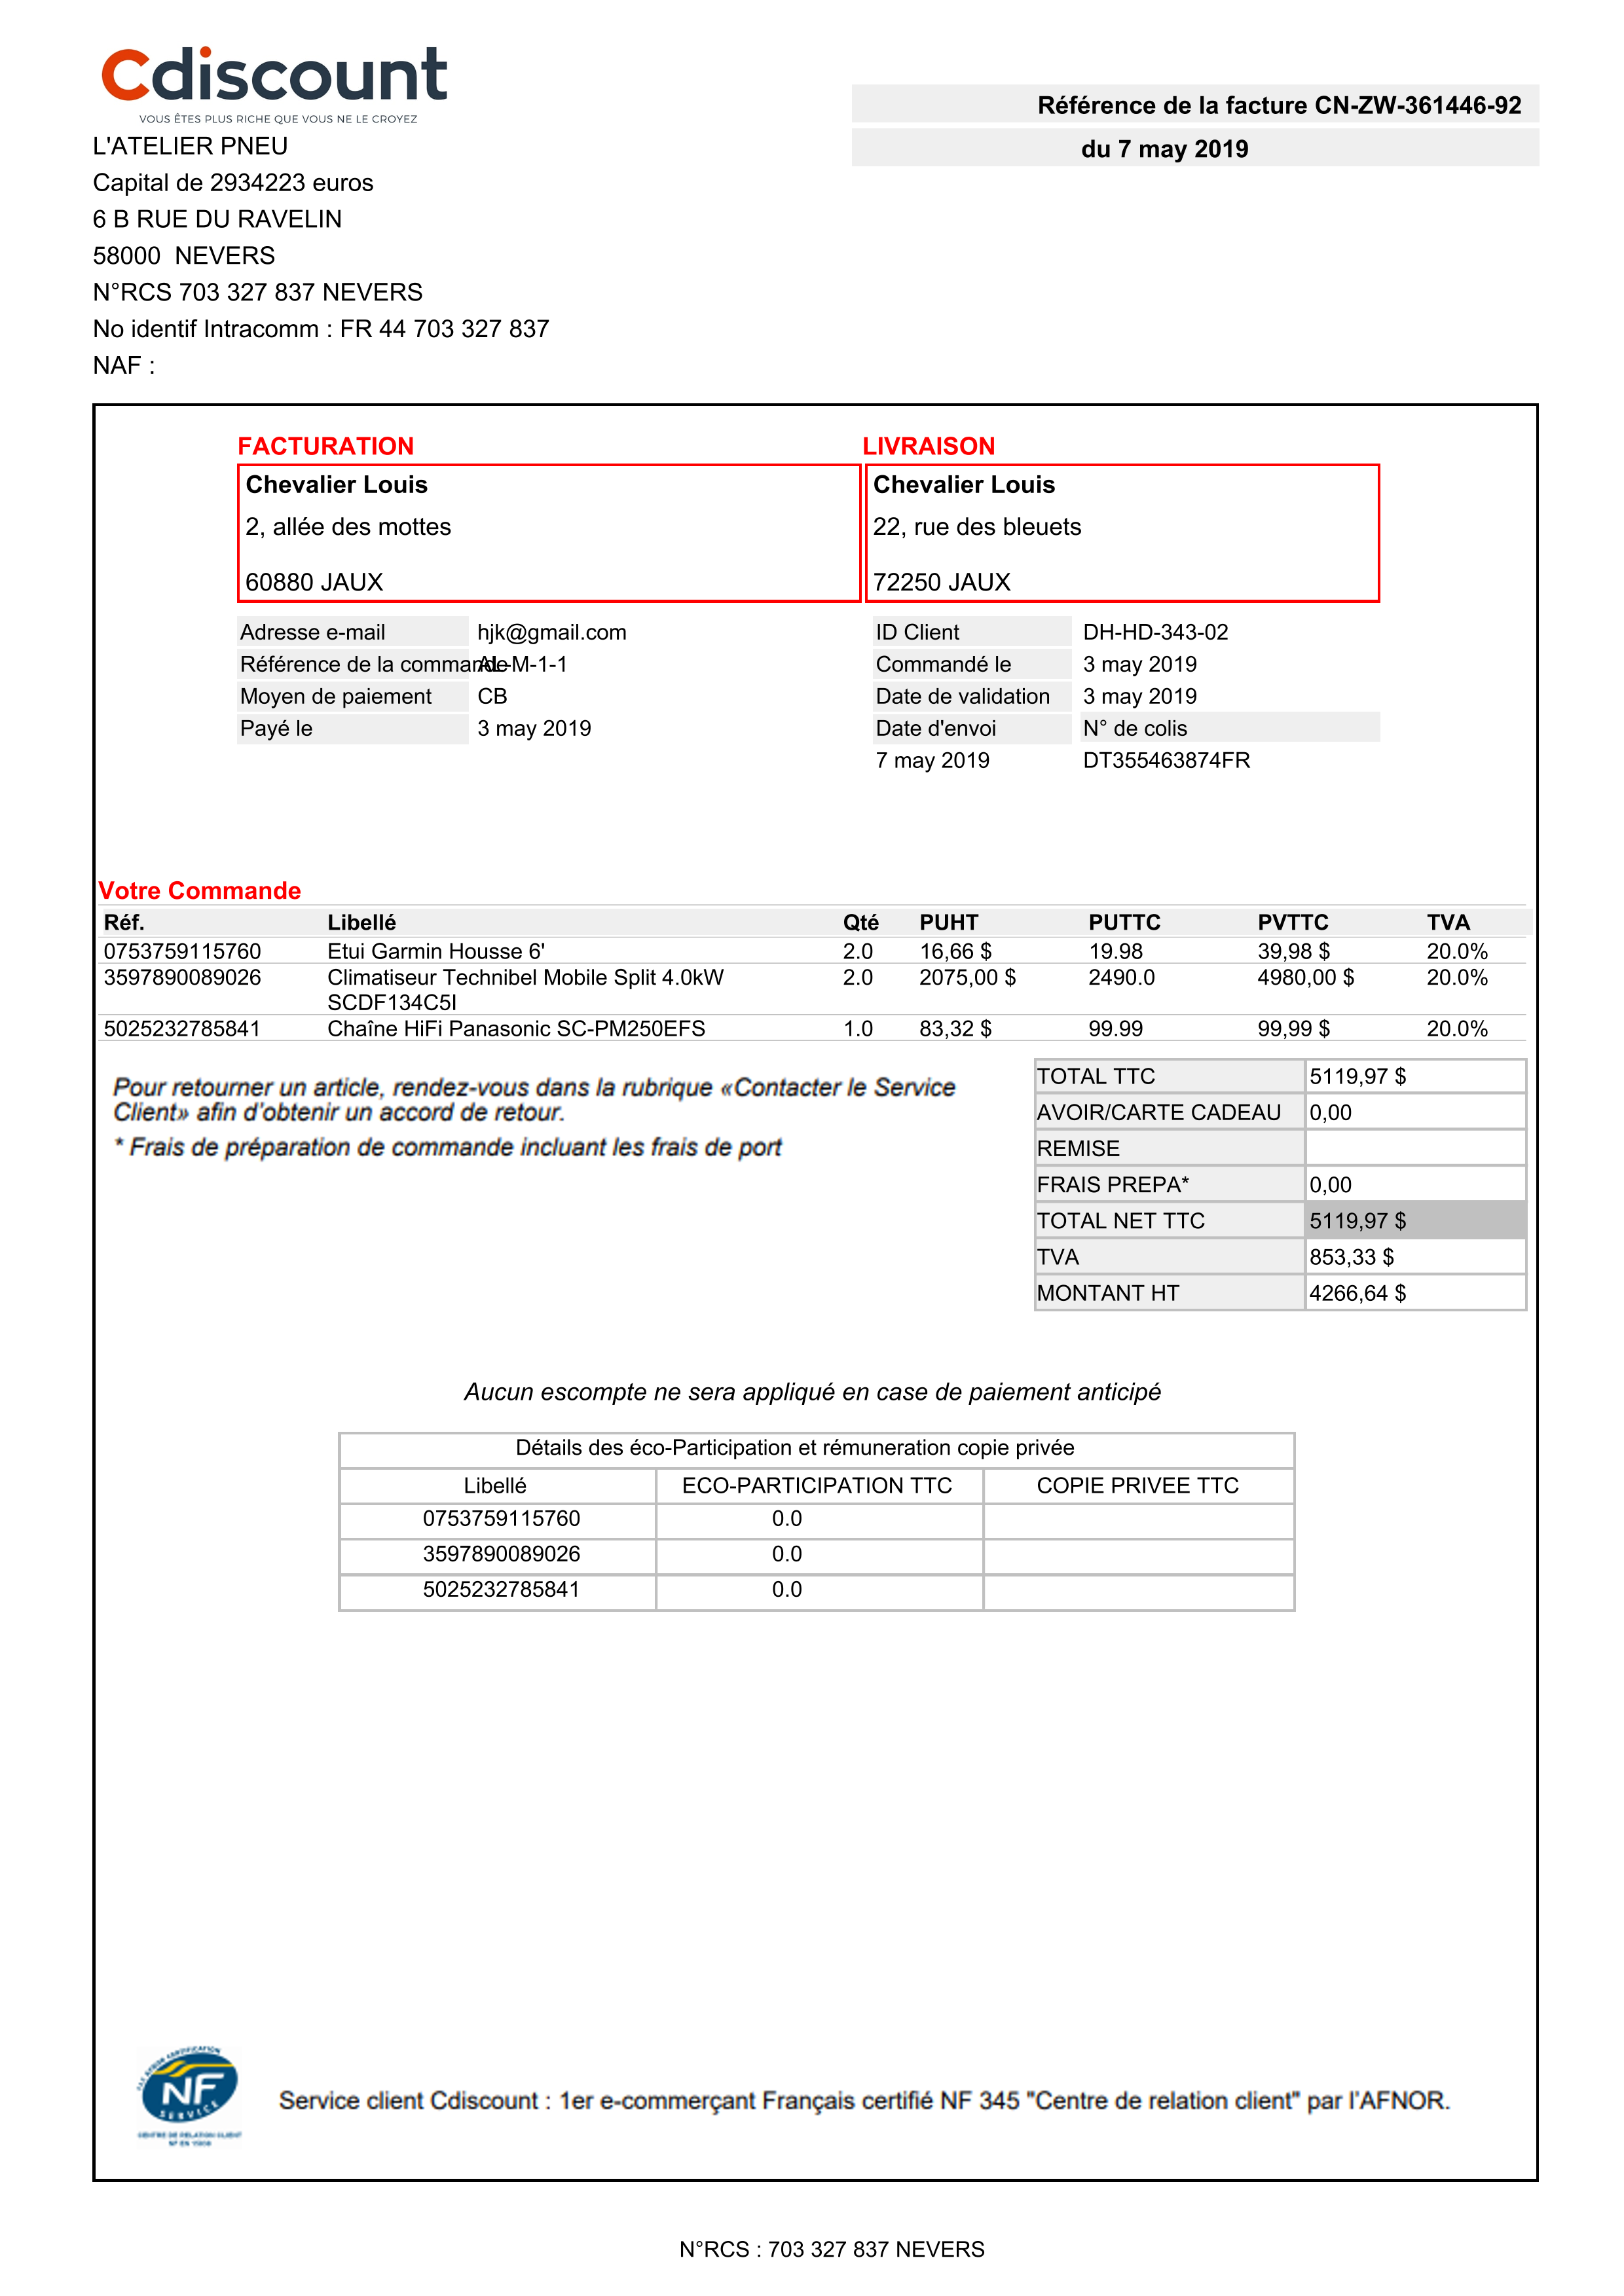 Cdiscount
VOUS ÊTES PLUS RICHE QUE VOUS NE LE CROYEZ
Référence de la facture CN-ZW-361446-92
du 7 may 2019
L'ATELIER PNEU
Capital de 2934223 euros
6 B RUE DU RAVELIN
58000  NEVERS
N°RCS 703 327 837 NEVERS
No identif Intracomm : FR 44 703 327 837
NAF :
FACTURATION
Chevalier Louis
2, allée des mottes
60880 JAUX
LIVRAISON
Chevalier Louis
22, rue des bleuets
72250 JAUX
Adresse e-mail hjk@gmail.com
Référence de la commande AL-M-1-1
Moyen de paiement CB
Payé le 3 may 2019
ID Client DH-HD-343-02
Commandé le 3 may 2019
Date de validation 3 may 2019
Date d'envoi N° de colis
7 may 2019 DT355463874FR
Votre Commande
Réf. Libellé Qté PUHT PUTTC PVTTC TVA
0753759115760 Etui Garmin Housse 6' 2.0 16,66 $ 19.98 39,98 $ 20.0%
3597890089026 Climatiseur Technibel Mobile Split 4.0kW 2.0 2075,00 $ 2490.0 4980,00 $ 20.0%
SCDF134C5I
5025232785841 Chaîne HiFi Panasonic SC-PM250EFS 1.0 83,32 $ 99.99 99,99 $ 20.0%
Pour retourner un article, rendez-vous dans la rubrique «Contacter le Service
Client» afin d'obtenir un accord de retour.
* Frais de préparation de commande incluant les frais de port
TOTAL TTC 5119,97 $
AVOIR/CARTE CADEAU 0,00
REMISE
FRAIS PREPA* 0,00
TOTAL NET TTC 5119,97 $
TVA 853,33 $
MONTANT HT 4266,64 $
Aucun escompte ne sera appliqué en case de paiement anticipé
Détails des éco-Participation et rémuneration copie privée
Libellé ECO-PARTICIPATION TTC COPIE PRIVEE TTC
0753759115760 0.0
3597890089026 0.0
5025232785841 0.0
NF
SERVICE
CENTRE DE RELATION CLIENT
Service client Cdiscount : 1er e-commerçant Français certifié NF 345 "Centre de relation client" par l'AFNOR.
N°RCS : 703 327 837 NEVERS